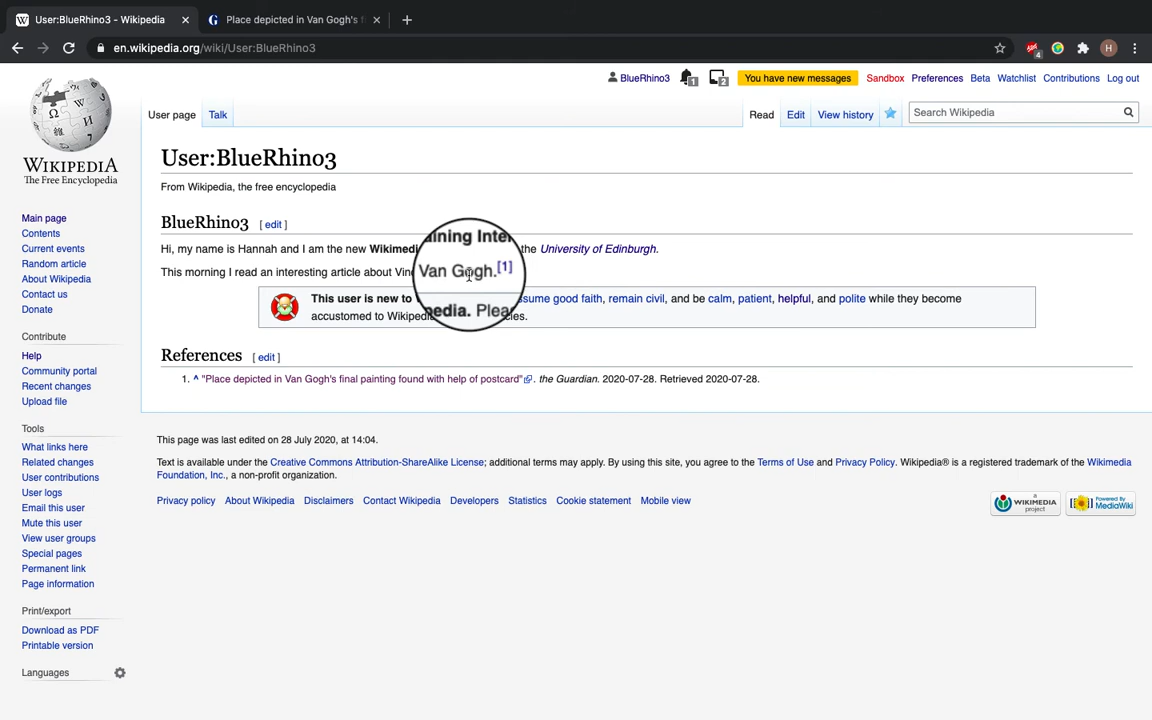 User:BlueRhino3 - Wikipedia
Place depicted in Van Gogh's
en.wikipedia.org/wiki/User:BlueRhino3
4
H
BlueRhino3 1 2 You have new messages Sandbox Preferences Beta Watchlist Contributions Log out
User page Talk Read Edit View history Search Wikipedia
WIKIPEDIA
The Free Encyclopedia
User:BlueRhino3
From Wikipedia, the free encyclopedia
BlueRhino3 [ edit ]
Hi, my name is Hannah and I am the new Wikimedi ining Inte the University of Edinburgh.
This morning I read an interesting article about Vin Van Gogh.[1]
This user is new to pedia. Plea ssume good faith, remain civil, and be calm, patient, helpful, and polite while they become
accustomed to Wikiped cies.
References [ edit ]
1. ^ "Place depicted in Van Gogh's final painting found with help of postcard". the Guardian. 2020-07-28. Retrieved 2020-07-28.
This page was last edited on 28 July 2020, at 14:04.
Text is available under the Creative Commons Attribution-ShareAlike License; additional terms may apply. By using this site, you agree to the Terms of Use and Privacy Policy. Wikipedia® is a registered trademark of the Wikimedia
Foundation, Inc., a non-profit organization.
Privacy policy About Wikipedia Disclaimers Contact Wikipedia Developers Statistics Cookie statement Mobile view
a WIKIMEDIA project
Powered By MediaWiki
Main page
Contents
Current events
Random article
About Wikipedia
Contact us
Donate
Contribute
Help
Community portal
Recent changes
Upload file
Tools
What links here
Related changes
User contributions
User logs
Email this user
Mute this user
View user groups
Special pages
Permanent link
Page information
Print/export
Download as PDF
Printable version
Languages